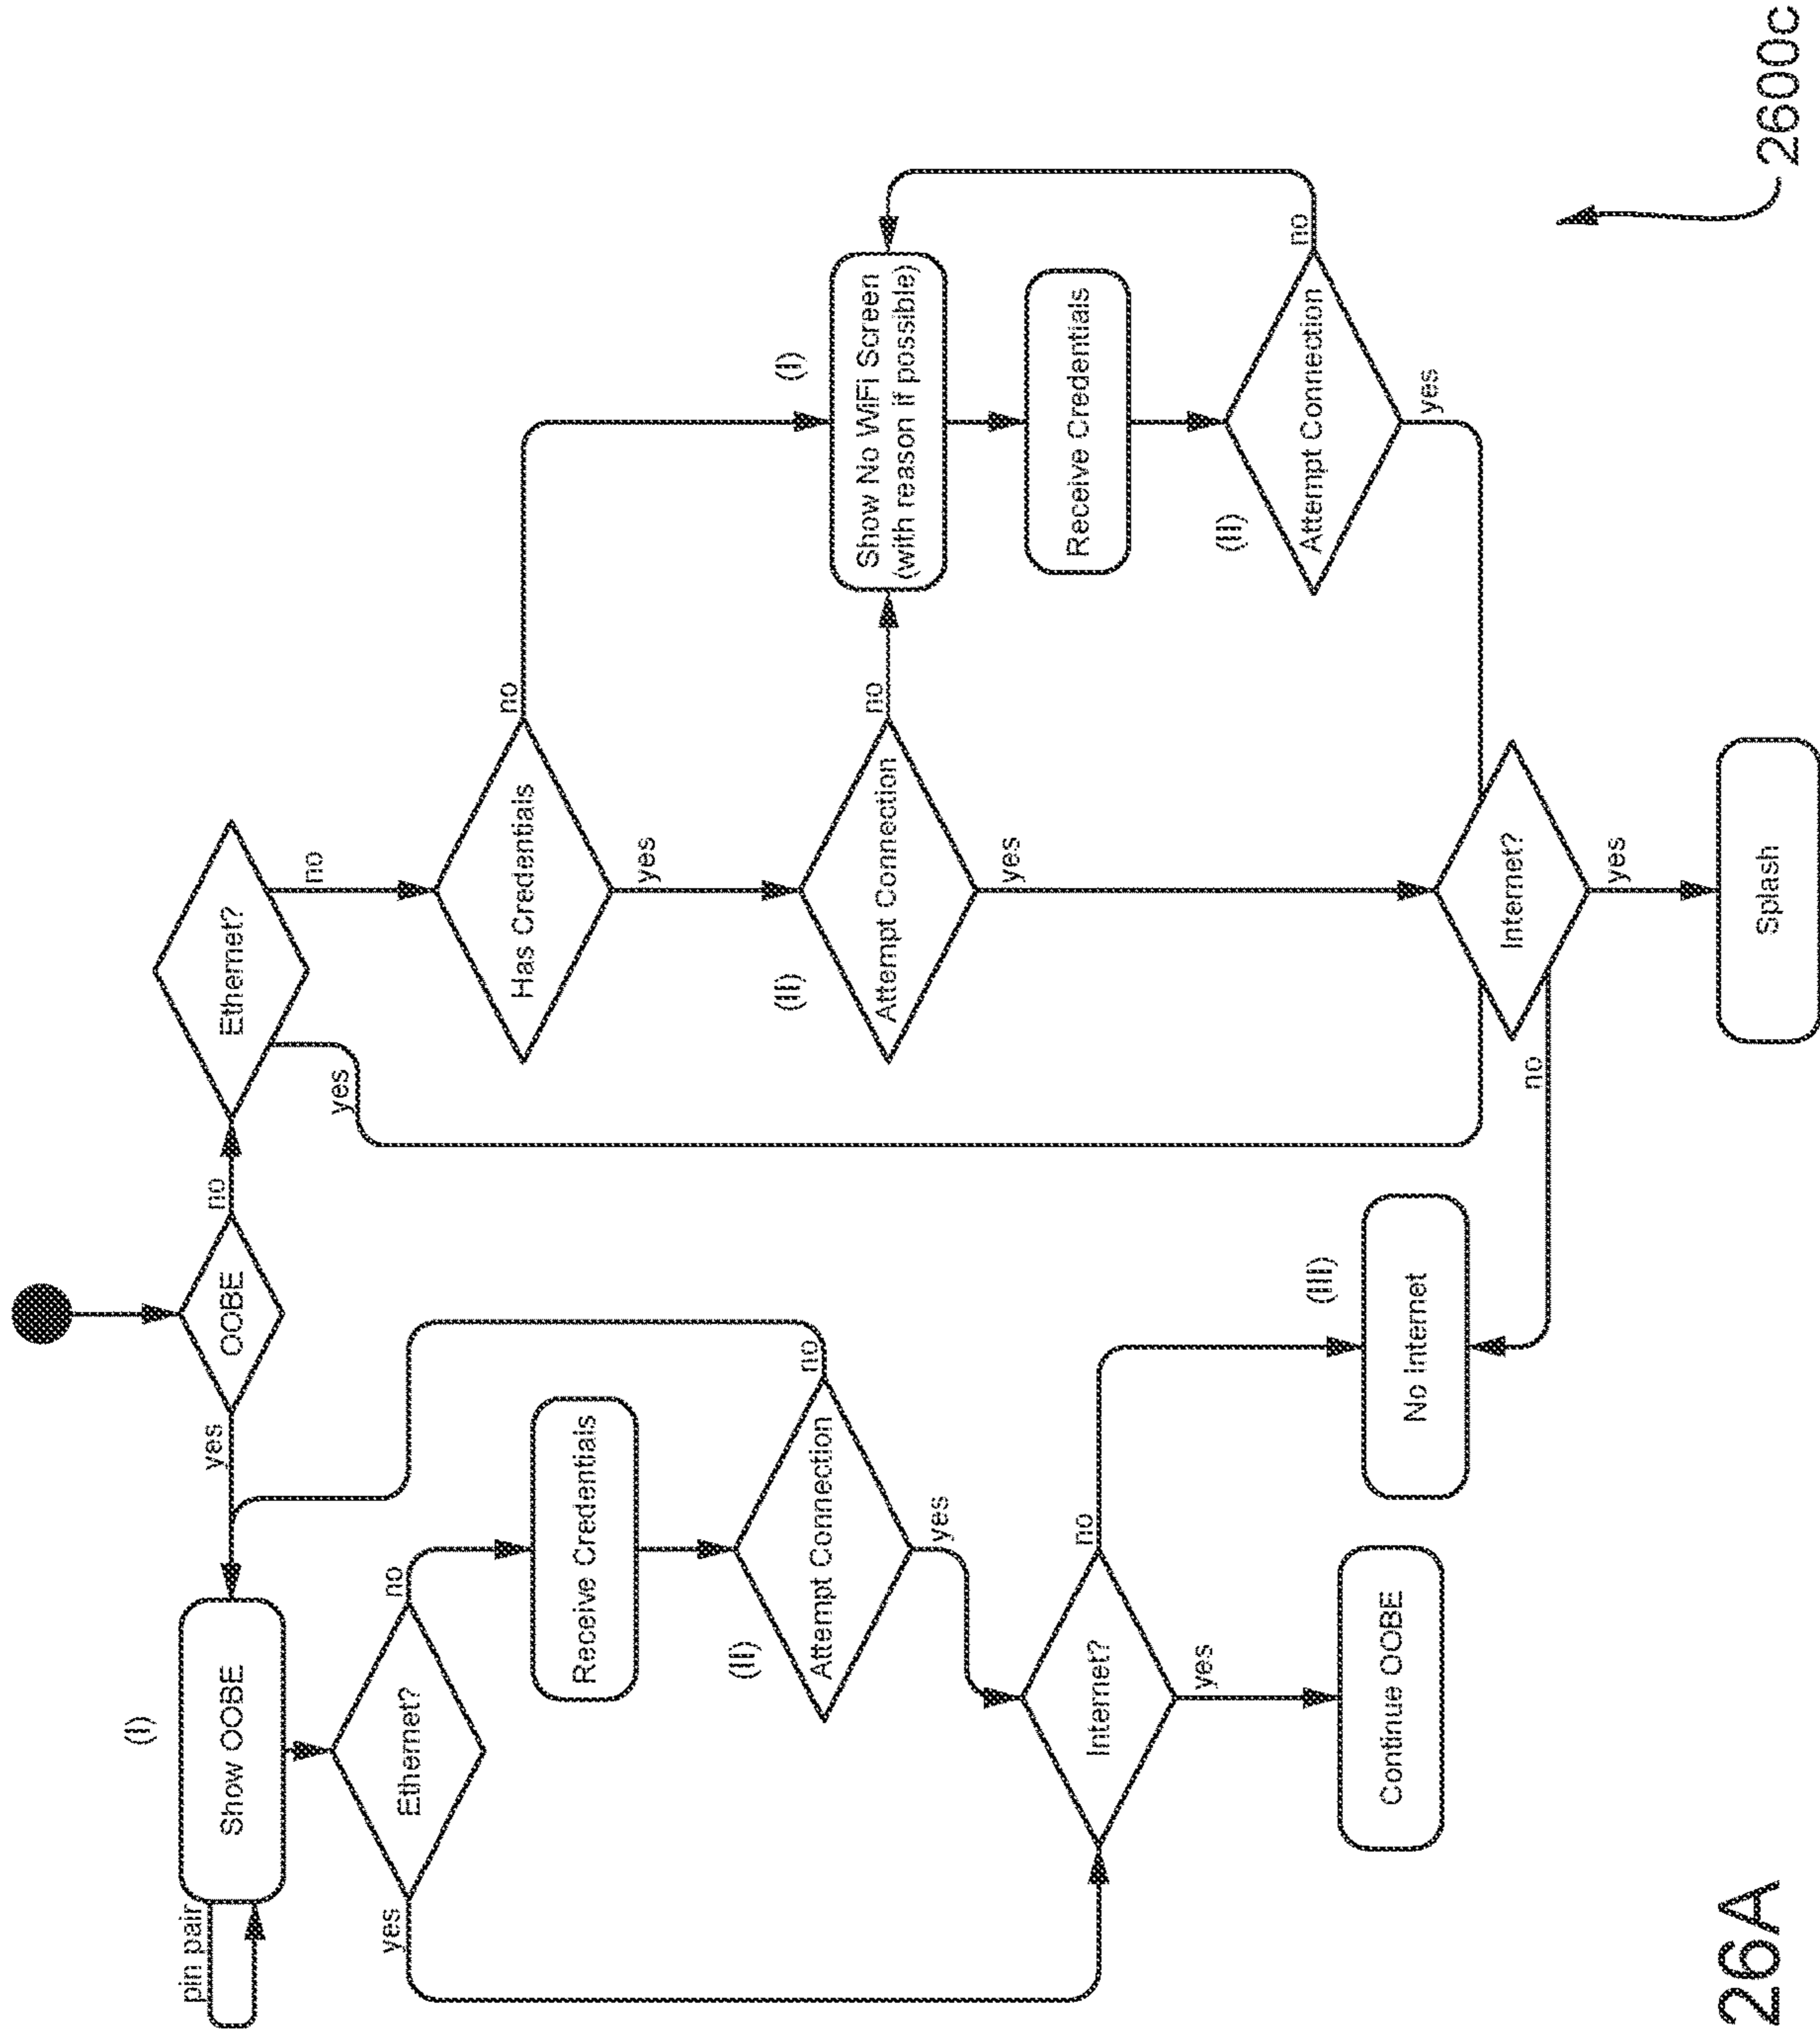 OOBE
yes
no
(I)
pin pair
Show OOBE
Ethernet?
yes
no
Receive Credentials
(II)
Attempt Connection
no
yes
Internet?
no
yes
Continue OOBE
(III)
No Internet
Ethernet?
yes
no
Has Credentials
no
yes
(II)
Attempt Connection
no
yes
(I)
Show No WiFi Screen
(with reason if possible)
Receive Credentials
(II)
Attempt Connection
no
yes
Internet?
no
yes
Splash
26A
2600c